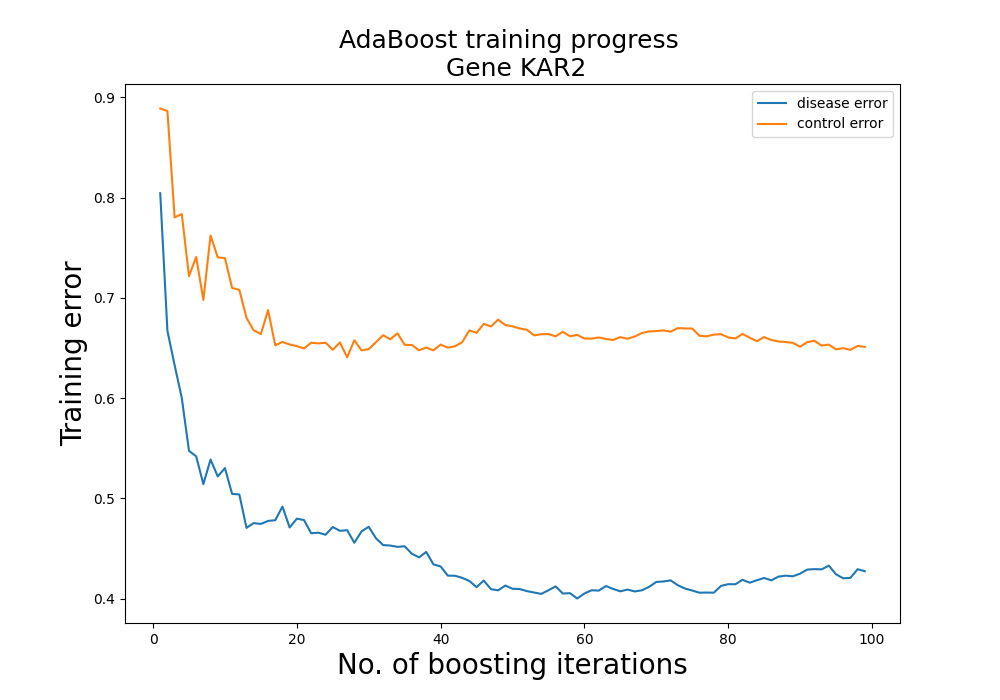 AdaBoost training progress
Gene KAR2
disease error
control error
Training error
0.9
0.8
0.7
0.6
0.5
0.4
0 20 40 60 80 100
No. of boosting iterations